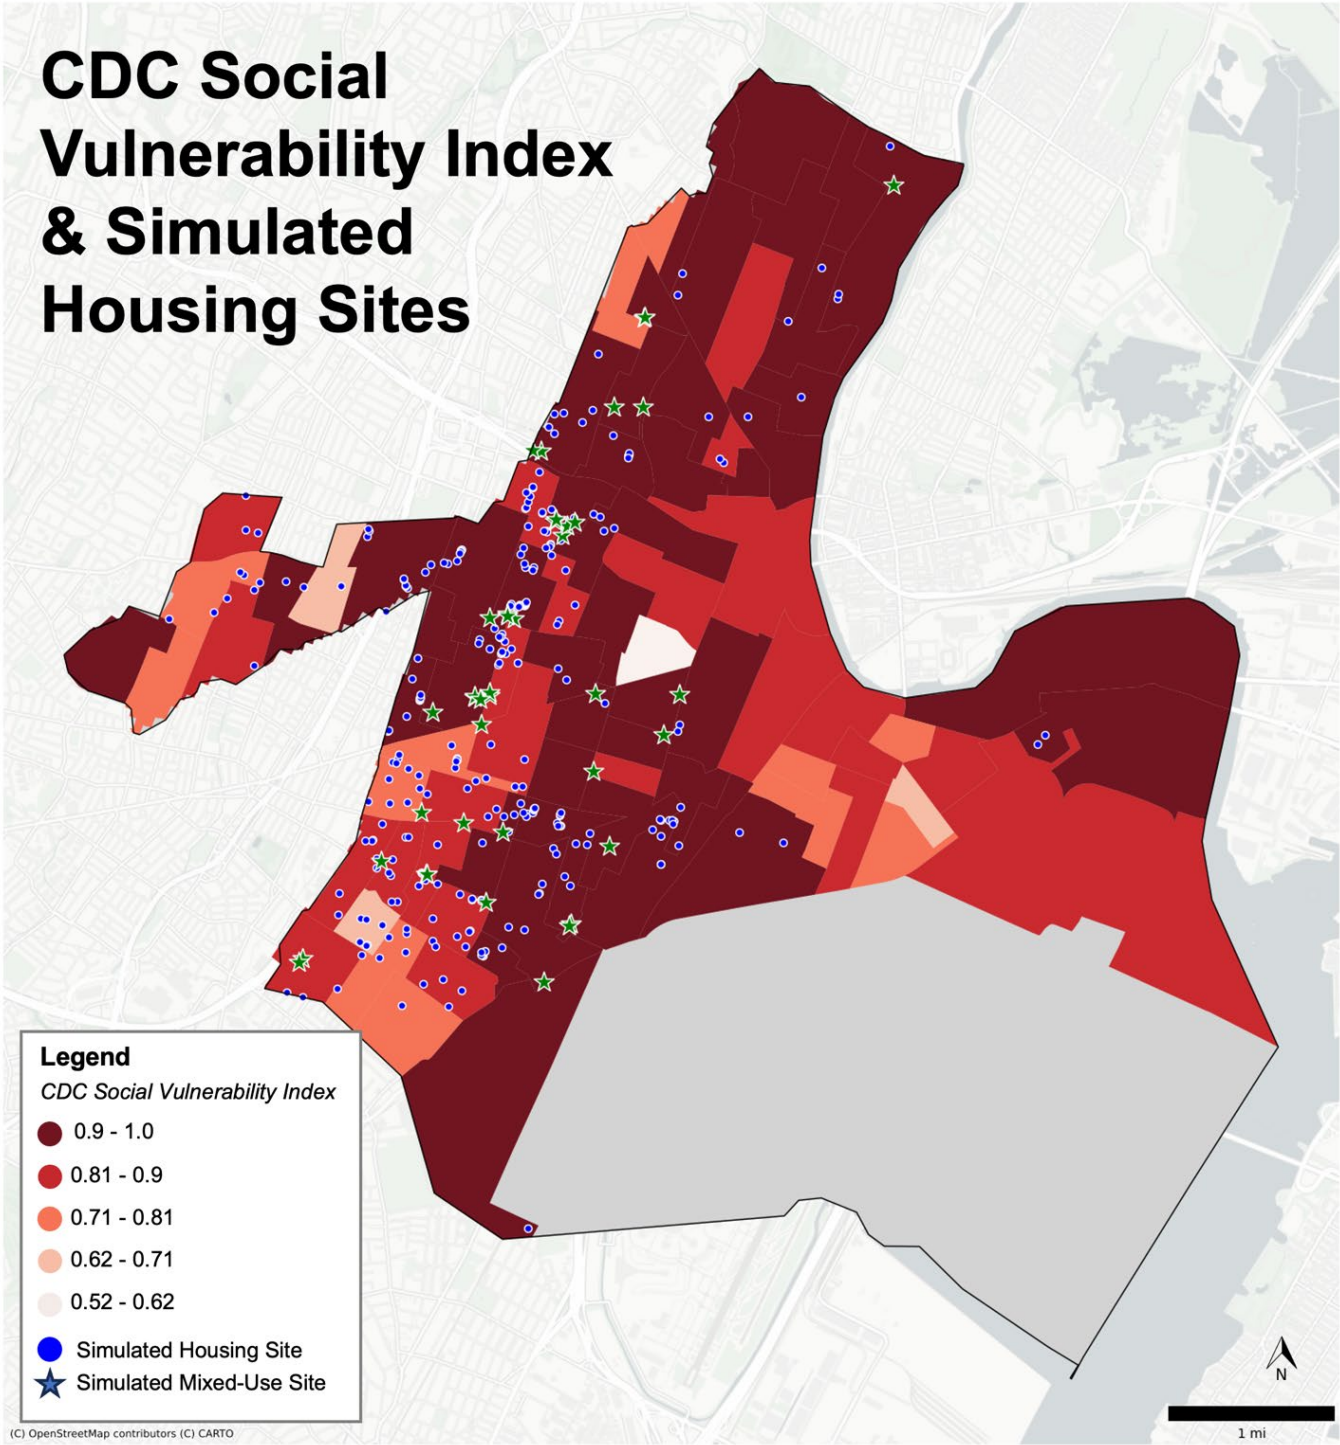 CDC Social
Vulnerability Index
& Simulated
Housing Sites
Legend
CDC Social Vulnerability Index
0.9 - 1.0
0.81 - 0.9
0.71 - 0.81
0.62 - 0.71
0.52 - 0.62
Simulated Housing Site
Simulated Mixed-Use Site
N
1 mi
(C) OpenStreetMap contributors (C) CARTO